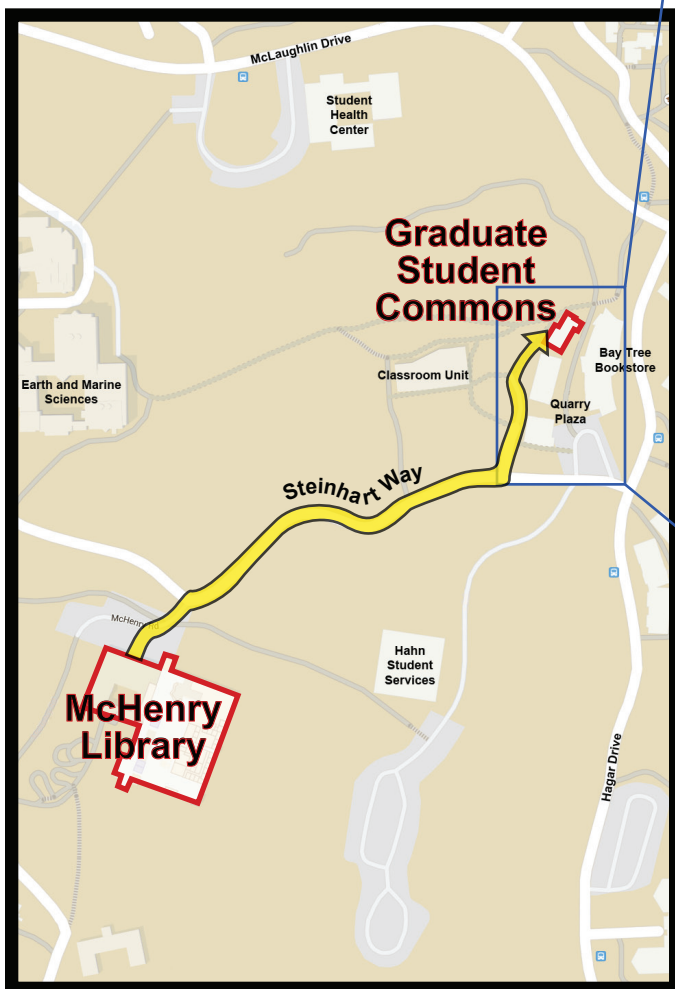 McLaughlin Drive
Student
Health
Center
Graduate
Student
Commons
Bay Tree
Bookstore
Classroom Unit
Earth and Marine
Sciences
Quarry
Plaza
Steinhart Way
McHenry
Hahn
Student
Services
McHenry
Library
Hagar Drive